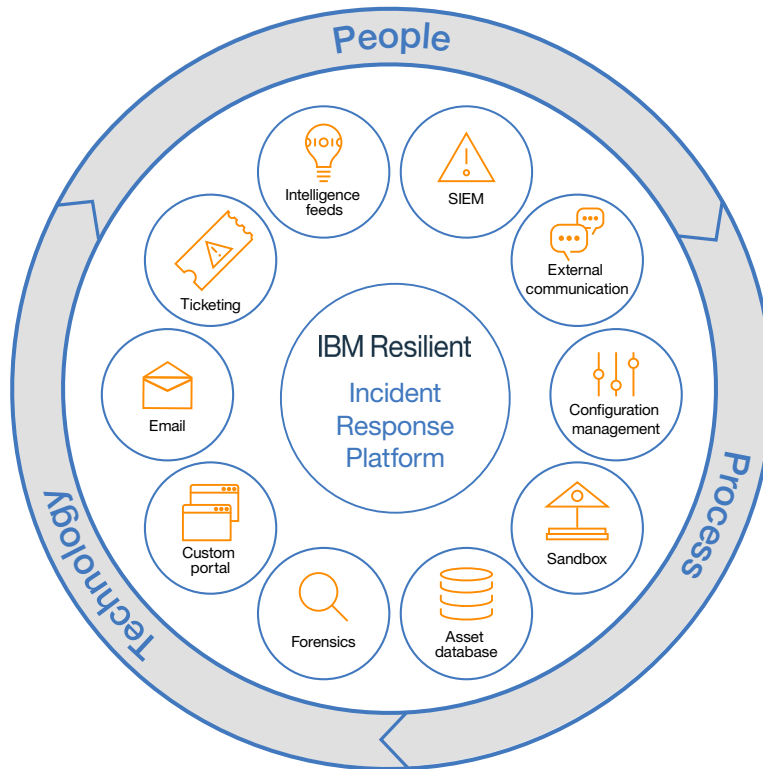 People
Intelligence
feeds
SIEM
Ticketing
External
communication
IBM Resilient
Incident
Response
Platform
Email
Configuration
management
Custom
portal
Sandbox
Forensics
Asset
database
Technology
Process